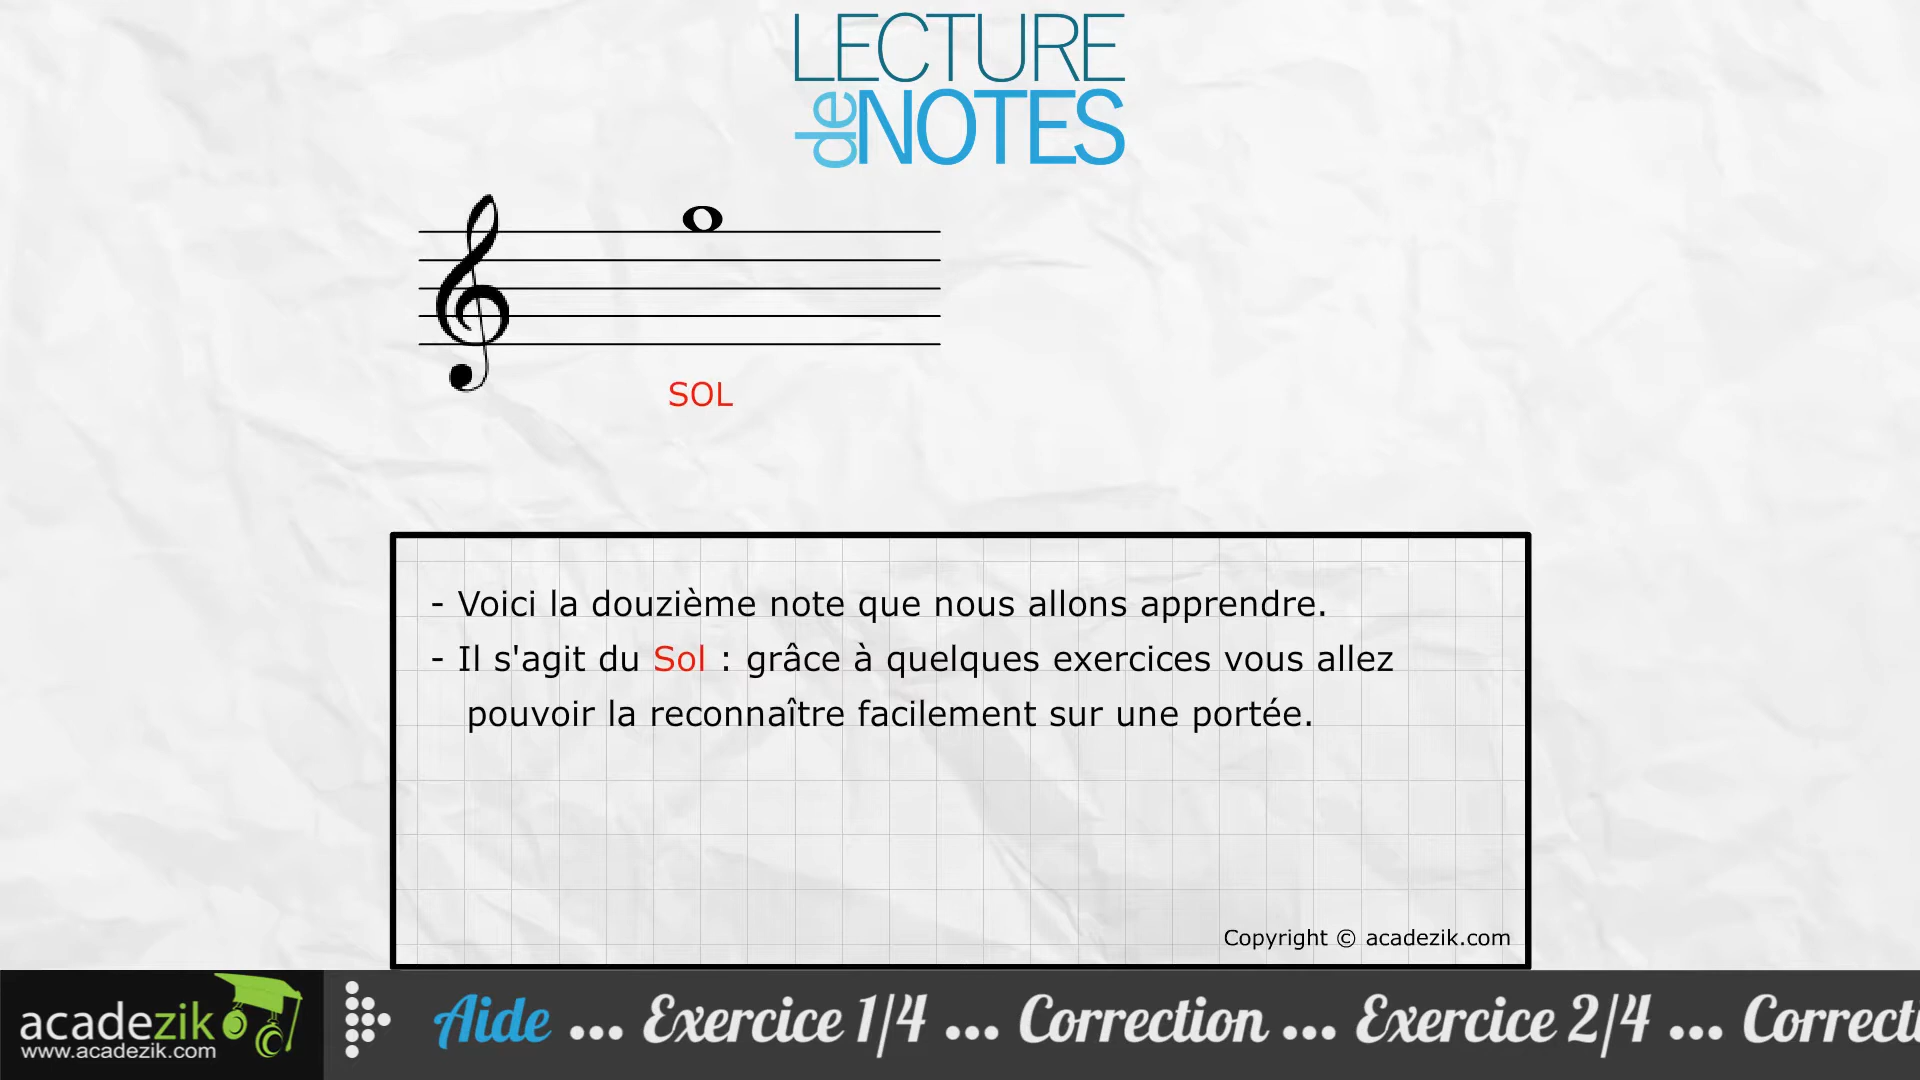 LECTURE
de NOTES
SOL
- Voici la douzième note que nous allons apprendre.
- Il s'agit du Sol : grâce à quelques exercices vous allez
pouvoir la reconnaître facilement sur une portée.
Copyright © acadezik.com
acadezik
www.acadezik.com
Aide ... Exercice 1/4 ... Correction ... Exercice 2/4 ... Correct